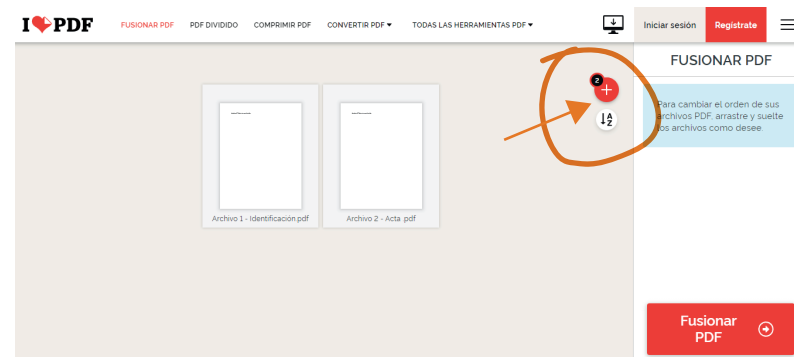 I PDF
FUSIONAR PDF
PDF DIVIDIDO
COMPRIMIR PDF
CONVERTIR PDF
TODAS LAS HERRAMIENTAS PDF
Iniciar sesión
Regístrate
2
A
Z
Archivo 1 - Identificación.pdf
Archivo 2 - Acta .pdf
FUSIONAR PDF
Para cambiar el orden de sus
archivos PDF, arrastre y suelte
los archivos como desee.
Fusionar
PDF